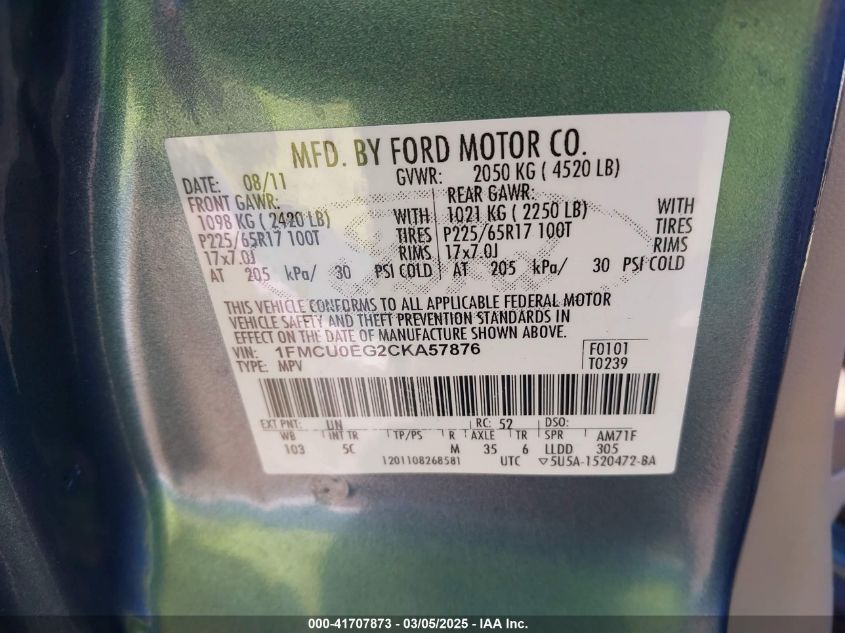 MFD. BY FORD MOTOR CO.
DATE: 08/11 GVWR: 2050 KG ( 4520 LB)
FRONT GAWR: REAR GAWR:
1098 KG ( 2420 LB) WITH 1021 KG ( 2250 LB) WITH
P225/65R17 100T TIRES P225/65R17 100T TIRES
17x7.0J RIMS 17x7.0J RIMS
AT 205 kPa/ 30 PSI COLD AT 205 kPa/ 30 PSI COLD
THIS VEHICLE CONFORMS TO ALL APPLICABLE FEDERAL MOTOR
VEHICLE SAFETY AND THEFT PREVENTION STANDARDS IN
EFFECT ON THE DATE OF MANUFACTURE SHOWN ABOVE.
VIN: 1FMCU0EG2CKA57876 F0101
TYPE: MPV T0239
EXT PNT: UN RC: 52 DSO:
WB INT TR TP/PS R AXLE TR SPR AM71F
103 5C M 35 6 LLDD 305
1201108268581 UTC ▽5U5A-1520472-BA
000-41707873 - 03/05/2025 - IAA Inc.